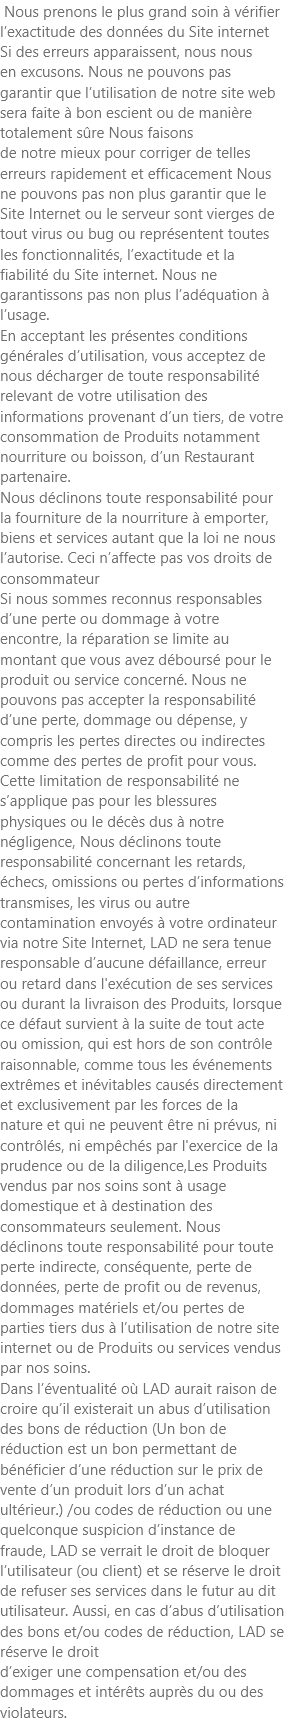 Nous prenons le plus grand soin à vérifier
l’exactitude des données du Site internet
Si des erreurs apparaissent, nous nous
en excusons. Nous ne pouvons pas
garantir que l’utilisation de notre site web
sera faite à bon escient ou de manière
totalement sûre Nous faisons
de notre mieux pour corriger de telles
erreurs rapidement et efficacement Nous
ne pouvons pas non plus garantir que le
Site Internet ou le serveur sont vierges de
tout virus ou bug ou représentent toutes
les fonctionnalités, l’exactitude et la
fiabilité du Site internet. Nous ne
garantissons pas non plus l’adéquation à
l’usage.
En acceptant les présentes conditions
générales d’utilisation, vous acceptez de
nous décharger de toute responsabilité
relevant de votre utilisation des
informations provenant d’un tiers, de votre
consommation de Produits notamment
nourriture ou boisson, d’un Restaurant
partenaire.
Nous déclinons toute responsabilité pour
la fourniture de la nourriture à emporter,
biens et services autant que la loi ne nous
l’autorise. Ceci n’affecte pas vos droits de
consommateur
Si nous sommes reconnus responsables
d’une perte ou dommage à votre
encontre, la réparation se limite au
montant que vous avez déboursé pour le
produit ou service concerné. Nous ne
pouvons pas accepter la responsabilité
d’une perte, dommage ou dépense, y
compris les pertes directes ou indirectes
comme des pertes de profit pour vous.
Cette limitation de responsabilité ne
s’applique pas pour les blessures
physiques ou le décès dus à notre
négligence, Nous déclinons toute
responsabilité concernant les retards,
échecs, omissions ou pertes d’informations
transmises, les virus ou autre
contamination envoyés à votre ordinateur
via notre Site Internet, LAD ne sera tenue
responsable d’aucune défaillance, erreur
ou retard dans l'exécution de ses services
ou durant la livraison des Produits, lorsque
ce défaut survient à la suite de tout acte
ou omission, qui est hors de son contrôle
raisonnable, comme tous les événements
extrêmes et inévitables causés directement
et exclusivement par les forces de la
nature et qui ne peuvent être ni prévus, ni
contrôlés, ni empêchés par l'exercice de la
prudence ou de la diligence,Les Produits
vendus par nos soins sont à usage
domestique et à destination des
consommateurs seulement. Nous
déclinons toute responsabilité pour toute
perte indirecte, conséquente, perte de
données, perte de profit ou de revenus,
dommages matériels et/ou pertes de
parties tiers dus à l’utilisation de notre site
internet ou de Produits ou services vendus
par nos soins.
Dans l’éventualité où LAD aurait raison de
croire qu’il existerait un abus d’utilisation
des bons de réduction (Un bon de
réduction est un bon permettant de
bénéficier d’une réduction sur le prix de
vente d’un produit lors d’un achat
ultérieur.) /ou codes de réduction ou une
quelconque suspicion d’instance de
fraude, LAD se verrait le droit de bloquer
l’utilisateur (ou client) et se réserve le droit
de refuser ses services dans le futur au dit
utilisateur. Aussi, en cas d’abus d’utilisation
des bons et/ou codes de réduction, LAD se
réserve le droit
d’exiger une compensation et/ou des
dommages et intérêts auprès du ou des
violateurs.